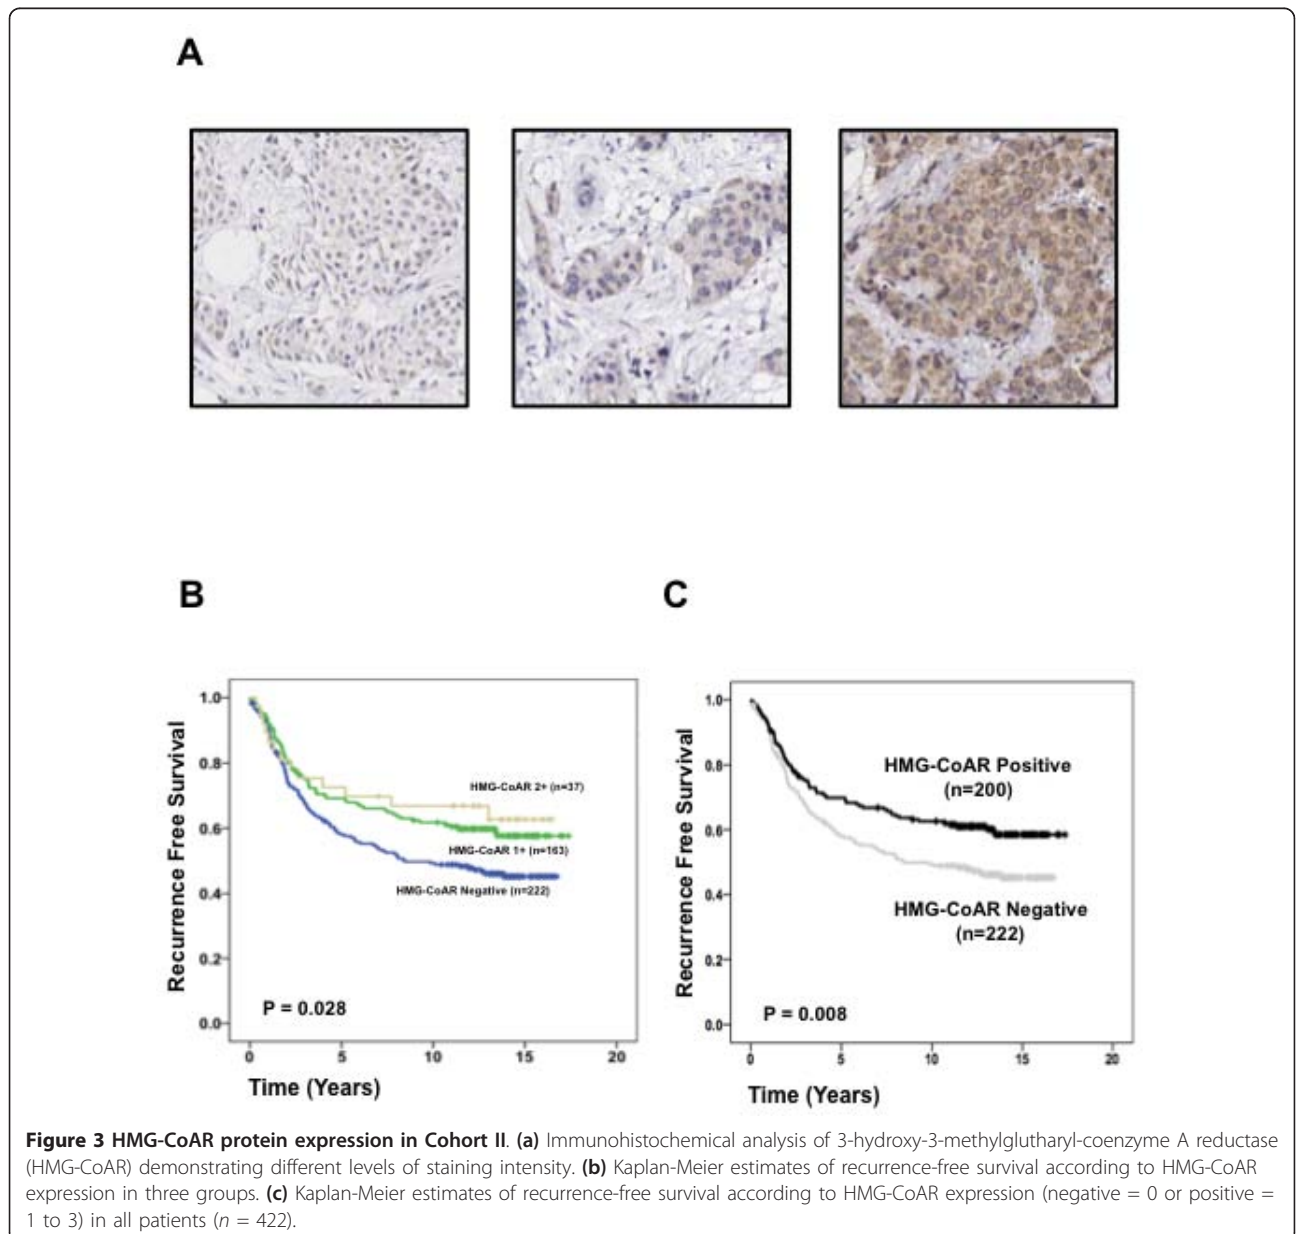 A
B
C
1.0
0.8
0.6
0.4
0.2
0.0
Recurrence Free Survival
HMG-CoAR 2+ (n=37)
HMG-CoAR 1+ (n=163)
HMG-CoAR Negative (n=222)
P = 0.028
0 5 10 15 20
Time (Years)
1.0
0.8
0.6
0.4
0.2
0.0
Recurrence Free Survival
HMG-CoAR Positive
(n=200)
HMG-CoAR Negative
(n=222)
P = 0.008
0 5 10 15 20
Time (Years)
Figure 3 HMG-CoAR protein expression in Cohort II. (a) Immunohistochemical analysis of 3-hydroxy-3-methylglutharyl-coenzyme A reductase
(HMG-CoAR) demonstrating different levels of staining intensity. (b) Kaplan-Meier estimates of recurrence-free survival according to HMG-CoAR
expression in three groups. (c) Kaplan-Meier estimates of recurrence-free survival according to HMG-CoAR expression (negative = 0 or positive =
1 to 3) in all patients (n = 422).